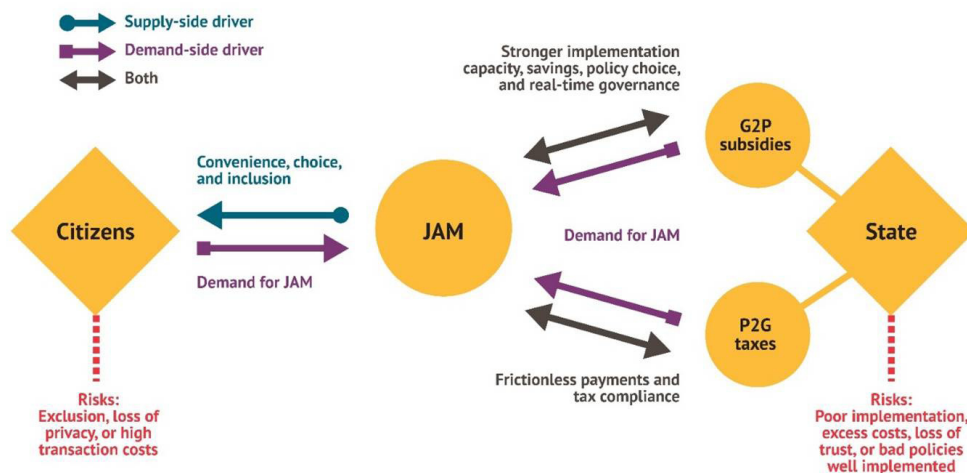 Supply-side driver
Demand-side driver
Both
Stronger implementation
capacity, savings, policy choice,
and real-time governance
G2P
subsidies
Convenience, choice,
and inclusion
Citizens
JAM
Demand for JAM
State
Demand for JAM
P2G
taxes
Frictionless payments and
tax compliance
Risks:
Exclusion, loss of
privacy, or high
transaction costs
Risks:
Poor implementation,
excess costs, loss of
trust, or bad policies
well implemented